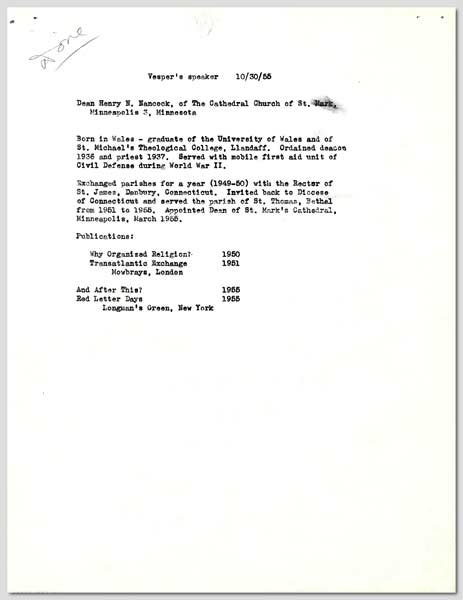 Done
Vesper's speaker 10/30/55
Dean Henry N. Hancock, of The Cathedral Church of St. Mark,
Minneapolis 3, Minnesota
Born in Wales - graduate of the University of Wales and of
St. Michael's Theological College, Llandaff. Ordained deacon
1936 and priest 1937. Served with mobile first aid unit of
Civil Defense during World War II.
Exchanged parishes for a year (1949-50) with the Rector of
St. James, Danbury, Connecticut. Invited back to Diocese
of Connecticut and served the parish of St. Thomas, Bethal
from 1951 to 1955. Appointed Dean of St. Mark's Cathedral,
Minneapolis, March 1955.
Publications:
Why Organized Religion? 1950
Transatlantic Exchange 1951
Mowbrays, London
And After This? 1955
Red Letter Days 1955
Longman's Green, New York